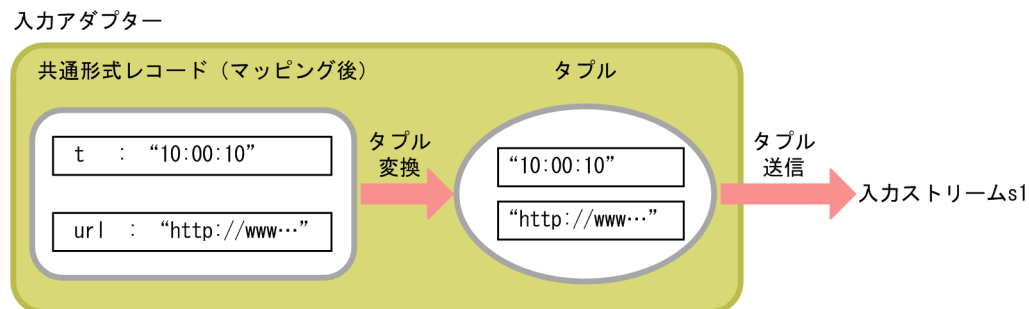 入力アダプター
共通形式レコード（マッピング後）
タプル
t : “10:00:10”
url : “http://www…”
タプル
変換
“10:00:10”
“http://www…”
タプル
送信
入力ストリームs1